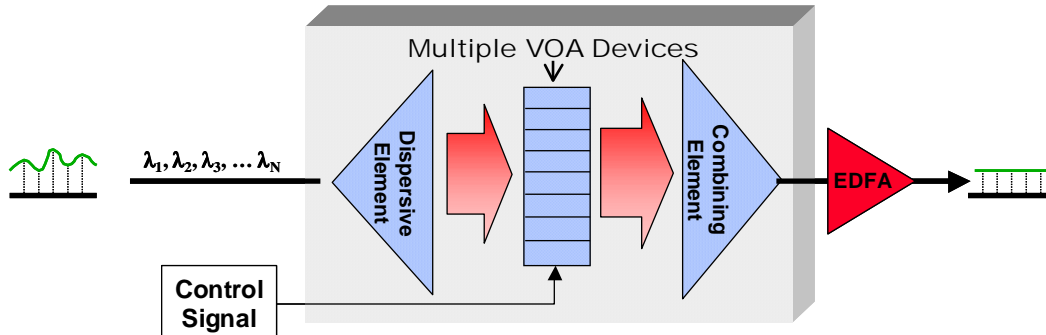 Multiple VOA Devices
λ1, λ2, λ3, ... λN
Dispersive
Element
Combining
Element
EDFA
Control
Signal